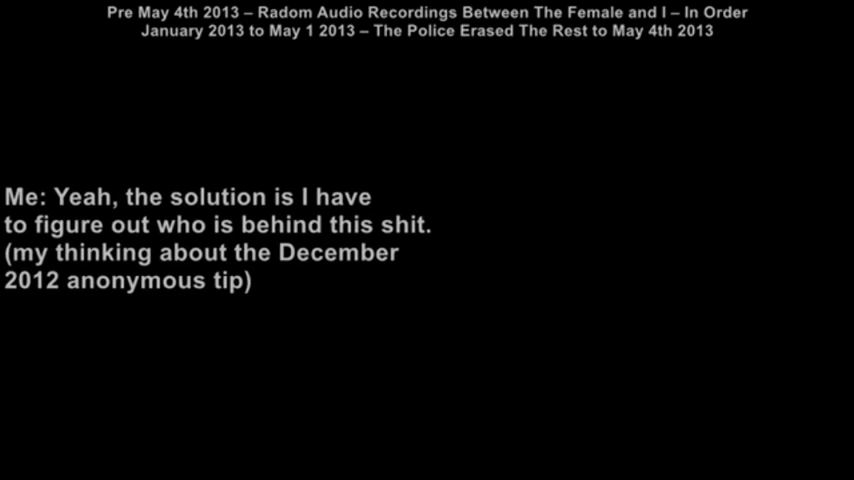 Pre May 4th 2013 – Radom Audio Recordings Between The Female and I – In Order
January 2013 to May 1 2013 – The Police Erased The Rest to May 4th 2013
Me: Yeah, the solution is I have
to figure out who is behind this shit.
(my thinking about the December
2012 anonymous tip)